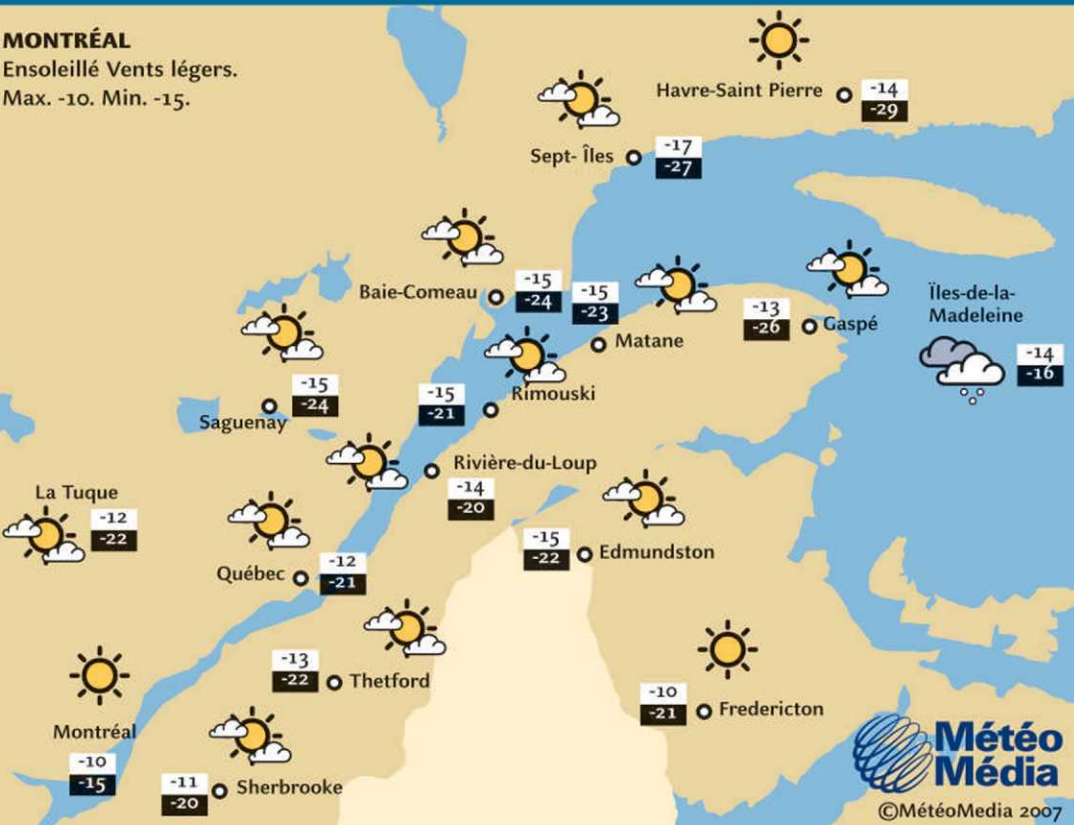 MONTRÉAL
Ensoleillé Vents légers.
Max. -10. Min. -15.
Havre-Saint Pierre
-14
-29
Sept- Îles
-17
-27
Baie-Comeau
-15
-24
-15
-23
Matane
-13
-26
Gaspé
Îles-de-la-
Madeleine
-14
-16
-15
-24
Saguenay
-15
-21
Rimouski
Rivière-du-Loup
-14
-20
La Tuque
-12
-22
-15
-22
Edmundston
Québec
-12
-21
-13
-22
Thetford
-10
-21
Fredericton
Montréal
-10
-15
-11
-20
Sherbrooke
Météo
Média
©MétéoMedia 2007